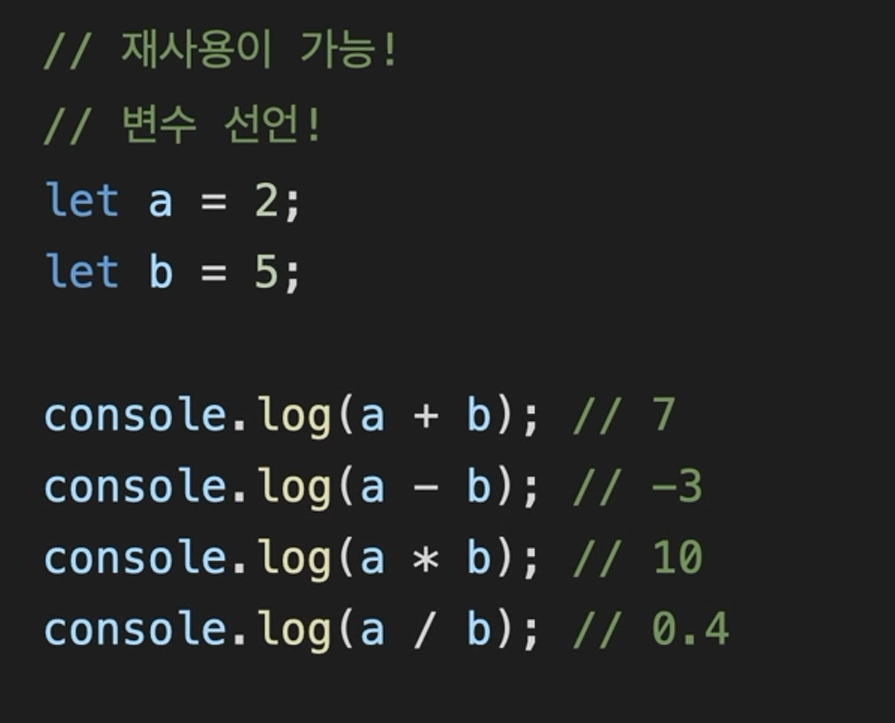 // 재사용이 가능!
// 변수 선언!
let a = 2;
let b = 5;
console.log(a + b); // 7
console.log(a - b); // -3
console.log(a * b); // 10
console.log(a / b); // 0.4